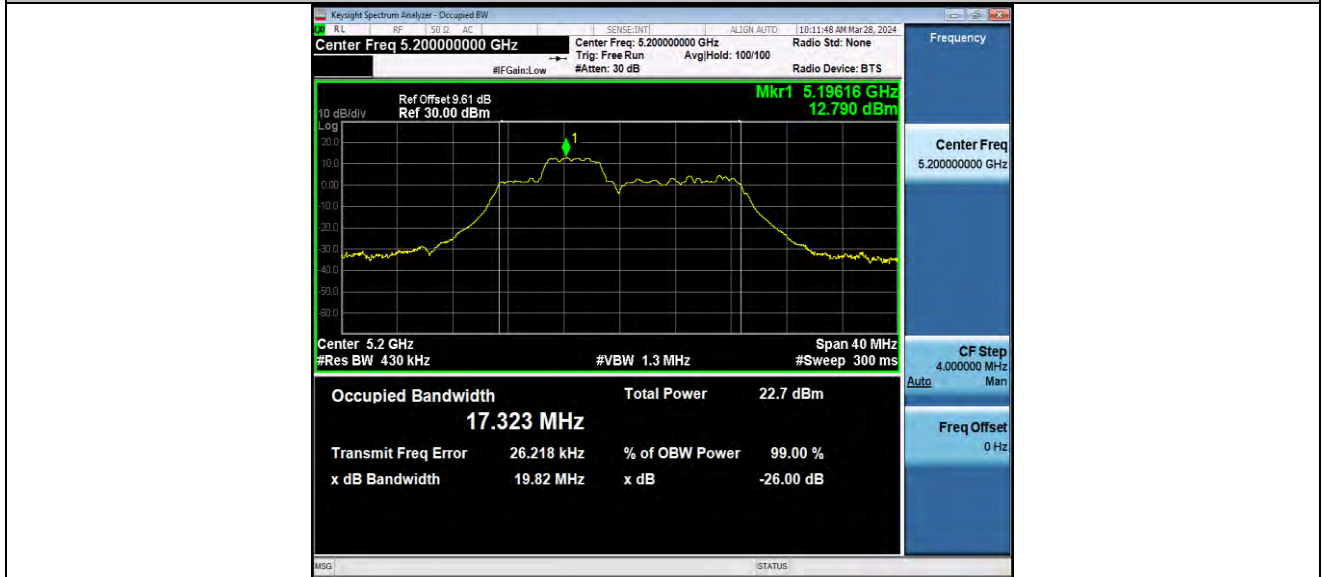 Keysight Spectrum Analyzer - Occupied BW
RL RF 50 Ω AC SENSE:INT ALIGN AUTO 10:11:48 AM Mar 28, 2024
Center Freq 5.200000000 GHz
Center Freq: 5.200000000 GHz Radio Std: None
Trig: Free Run Avg|Hold: 100/100
#IFGain:Low #Atten: 30 dB Radio Device: BTS
Frequency
Mkr1 5.19616 GHz
12.790 dBm
Ref Offset 9.61 dB
10 dB/div Ref 30.00 dBm
Log
20.0
10.0
0.00
-10.0
-20.0
-30.0
-40.0
-50.0
-60.0
1
Center 5.2 GHz Span 40 MHz
#Res BW 430 kHz #VBW 1.3 MHz #Sweep 300 ms
Occupied Bandwidth Total Power 22.7 dBm
17.323 MHz
Transmit Freq Error 26.218 kHz % of OBW Power 99.00 %
x dB Bandwidth 19.82 MHz x dB -26.00 dB
Center Freq
5.200000000 GHz
CF Step
4.000000 MHz
Auto Man
Freq Offset
0 Hz
MSG STATUS